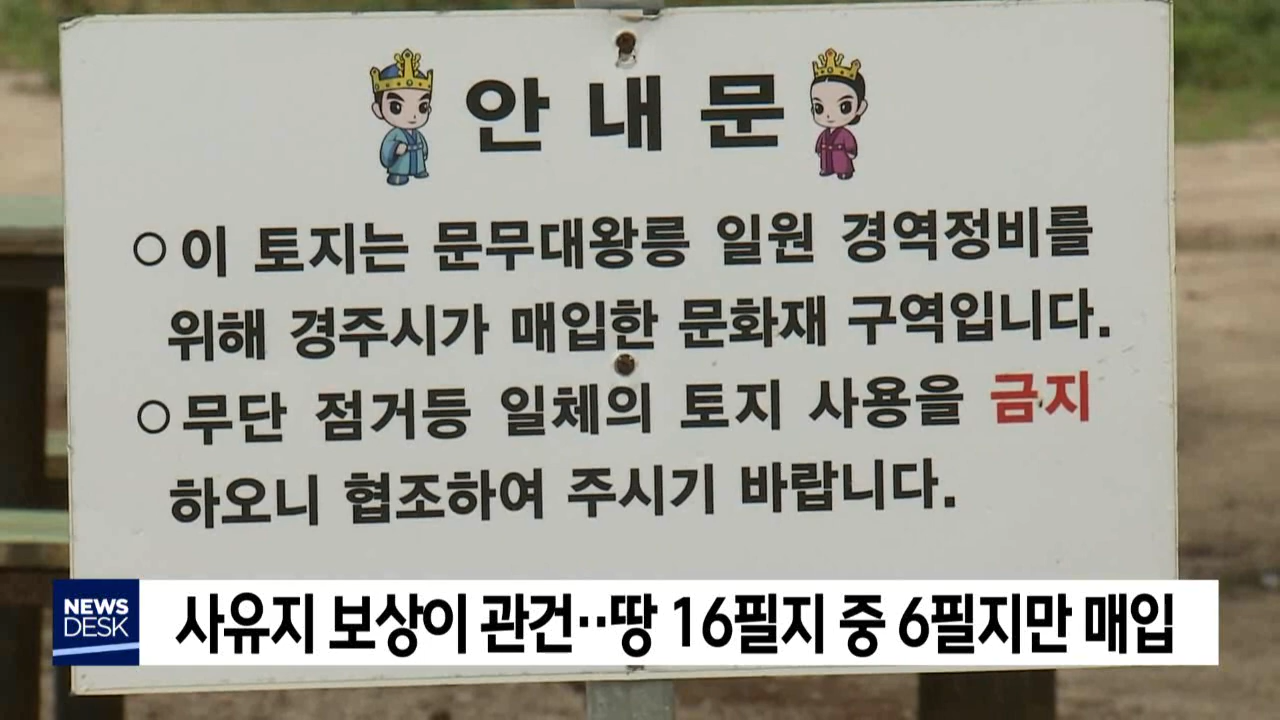 안내문
○ 이 토지는 문무대왕릉 일원 경역정비를
위해 경주시가 매입한 문화재 구역입니다.
○ 무단 점거등 일체의 토지 사용을 금지
하오니 협조하여 주시기 바랍니다.
NEWS
DESK
사유지 보상이 관건··땅 16필지 중 6필지만 매입